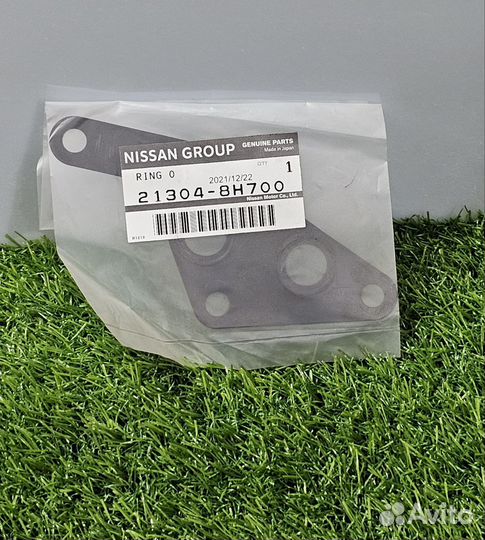 NISSAN GROUP
GENUINE PARTS
Made in Japan
RING O
QTY
1
2021/12/22
21304-8H700
Nissan Motor Co., Ltd.
Avito